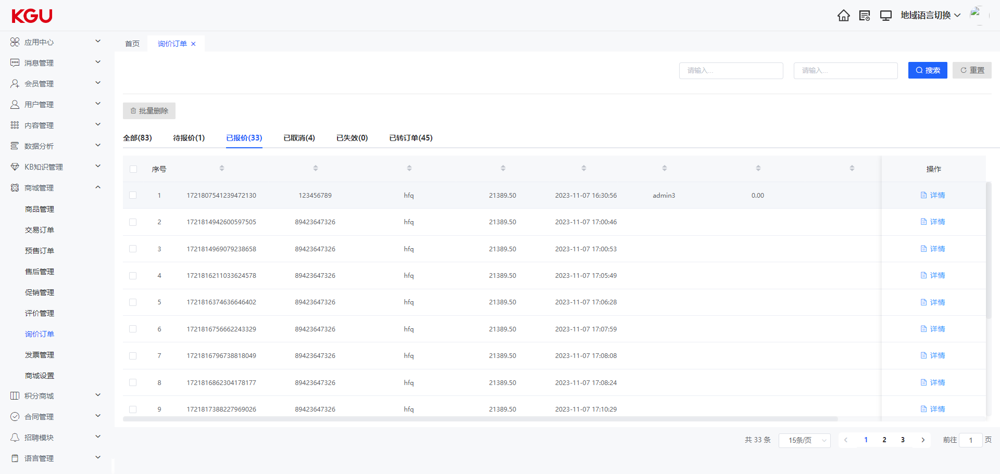 KGU
地域语言切换
应用中心
消息管理
会员管理
用户管理
内容管理
数据分析
KB知识管理
商城管理
商品管理
交易订单
预售订单
售后管理
促销管理
评价管理
询价订单
发票管理
商城设置
积分商城
合同管理
招聘模块
语言管理
首页 询价订单
请输入... 请输入... 搜索 重置
批量删除
全部(83) 待报价(1) 已报价(33) 已取消(4) 已失效(0) 已转订单(45)
序号 操作
1 1721807541239472130 123456789 hfq 21389.50 2023-11-07 16:30:56 admin3 0.00 详情
2 1721814942600597505 89423647326 hfq 21389.50 2023-11-07 17:00:46 详情
3 1721814969079238658 89423647326 hfq 21389.50 2023-11-07 17:00:53 详情
4 1721816211033624578 89423647326 hfq 21389.50 2023-11-07 17:05:49 详情
5 1721816374636646402 89423647326 hfq 21389.50 2023-11-07 17:06:28 详情
6 1721816756662243329 89423647326 hfq 21389.50 2023-11-07 17:07:59 详情
7 1721816796738818049 89423647326 hfq 21389.50 2023-11-07 17:08:08 详情
8 1721816862304178177 89423647326 hfq 21389.50 2023-11-07 17:08:24 详情
9 1721817388227969026 89423647326 hfq 21389.50 2023-11-07 17:10:29 详情
共 33 条 15条/页 1 2 3 前往 1 页